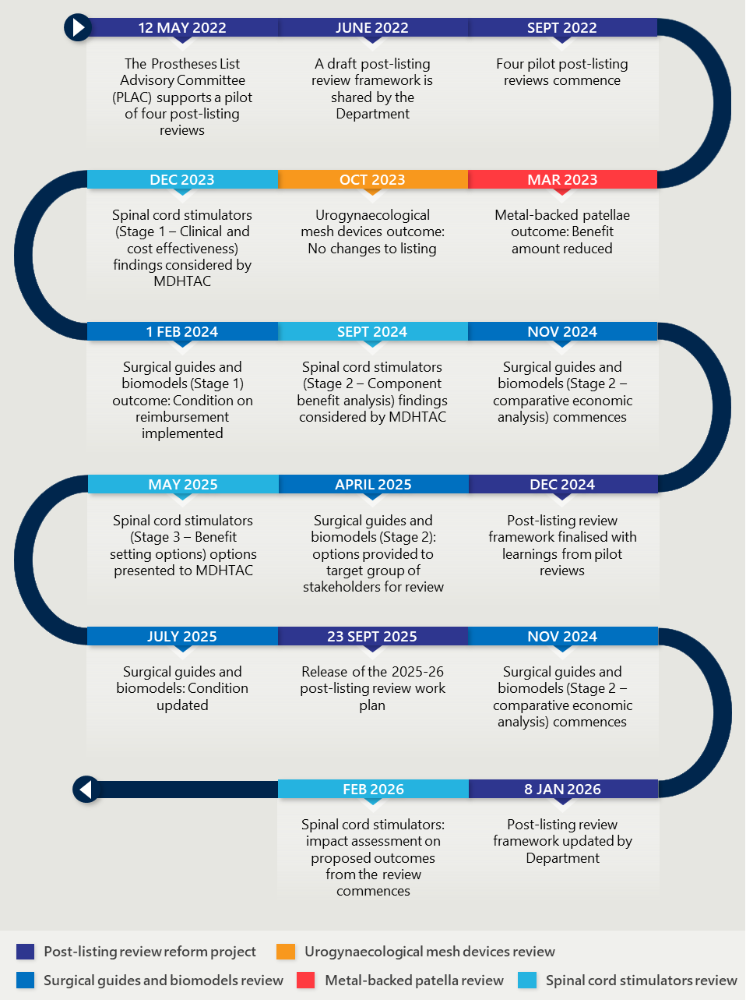 12 MAY 2022
The Prostheses List
Advisory Committee
(PLAC) supports a pilot
of four post-listing
reviews
JUNE 2022
A draft post-listing
review framework is
shared by the
Department
SEPT 2022
Four pilot post-listing
reviews commence
MAR 2023
Metal-backed patellae
outcome: Benefit
amount reduced
OCT 2023
Urogynaecological
mesh devices outcome:
No changes to listing
DEC 2023
Spinal cord stimulators
(Stage 1 – Clinical and
cost effectiveness)
findings considered by
MDHTAC
1 FEB 2024
Surgical guides and
biomodels (Stage 1)
outcome: Condition on
reimbursement
implemented
SEPT 2024
Spinal cord stimulators
(Stage 2 – Component
benefit analysis) findings
considered by MDHTAC
NOV 2024
Surgical guides and
biomodels (Stage 2 –
comparative economic
analysis) commences
DEC 2024
Post-listing review
framework finalised with
learnings from pilot
reviews
APRIL 2025
Surgical guides and
biomodels (Stage 2):
options provided to
target group of
stakeholders for review
MAY 2025
Spinal cord stimulators
(Stage 3 – Benefit
setting options) options
presented to MDHTAC
JULY 2025
Surgical guides and
biomodels: Condition
updated
23 SEPT 2025
Release of the 2025-26
post-listing review work
plan
NOV 2024
Surgical guides and
biomodels (Stage 2 –
comparative economic
analysis) commences
8 JAN 2026
Post-listing review
framework updated by
Department
FEB 2026
Spinal cord stimulators:
impact assessment on
proposed outcomes
from the review
commences
Post-listing review reform project
Urogynaecological mesh devices review
Surgical guides and biomodels review
Metal-backed patella review
Spinal cord stimulators review